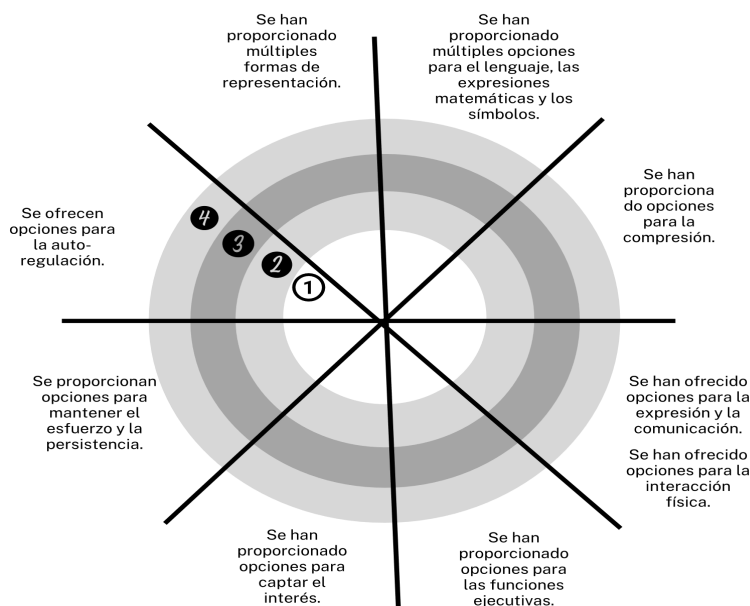 Se han
proporcionado
múltiples
formas de
representación.
Se han
proporcionado
múltiples opciones
para el lenguaje, las
expresiones
matemáticas y los
símbolos.
Se han
proporciona
do opciones
para la
compresión.
Se han ofrecido
opciones para la
expresión y la
comunicación.
Se han ofrecido
opciones para la
interacción
física.
Se han
proporcionado
opciones para
las funciones
ejecutivas.
Se han
proporcionado
opciones para
captar el
interés.
Se proporcionan
opciones para
mantener el
esfuerzo y la
persistencia.
Se ofrecen
opciones para
la auto-
regulación.
4
3
2
1